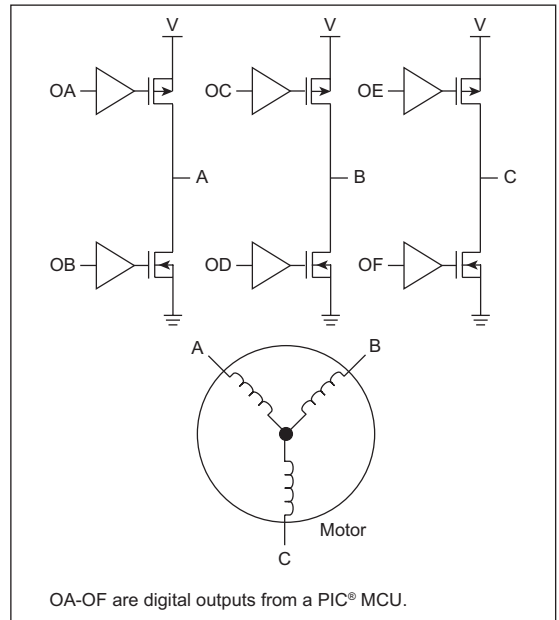 V V V
OA OC OE
A B C
OB OD OF
A B
Motor
C
OA-OF are digital outputs from a PIC® MCU.